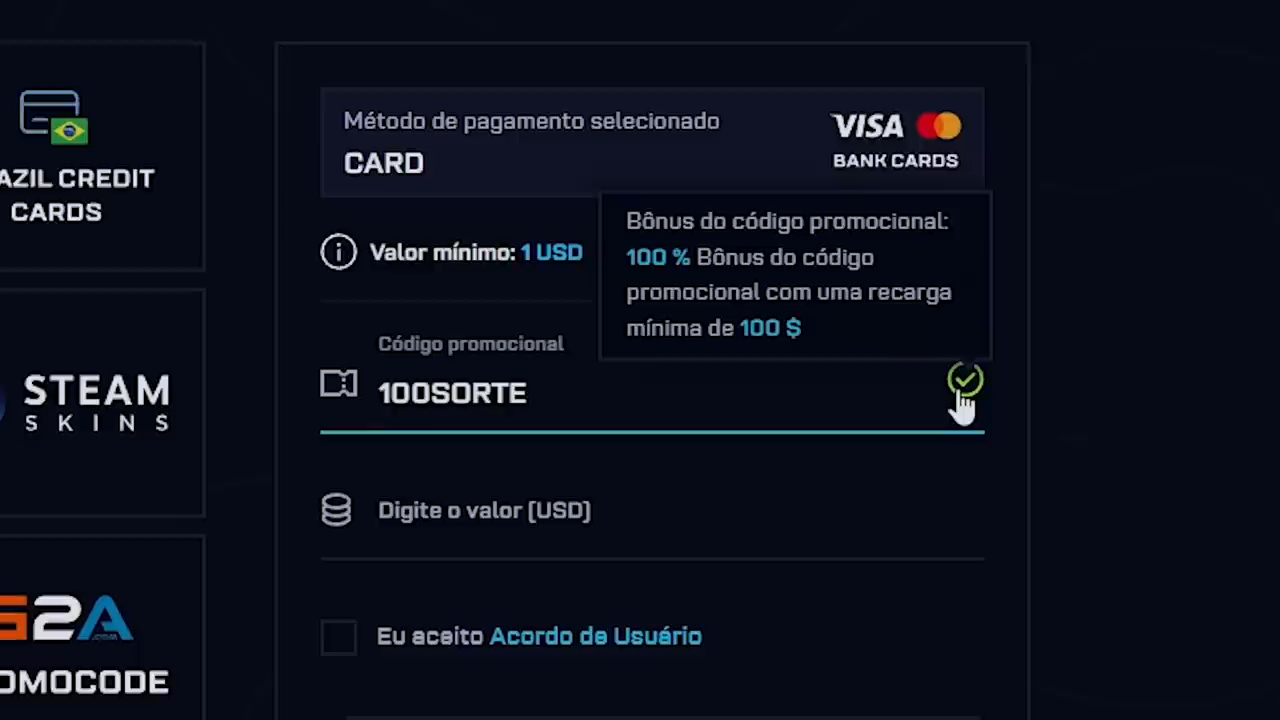 AZIL CREDIT
CARDS
STEAM
SKINS
G2A
.com
OMOCODE
Método de pagamento selecionado
CARD
VISA
BANK CARDS
Valor mínimo: 1 USD
Bônus do código promocional:
100 % Bônus do código
promocional com uma recarga
mínima de 100 $
Código promocional
100SORTE
Digite o valor (USD)
Eu aceito Acordo de Usuário